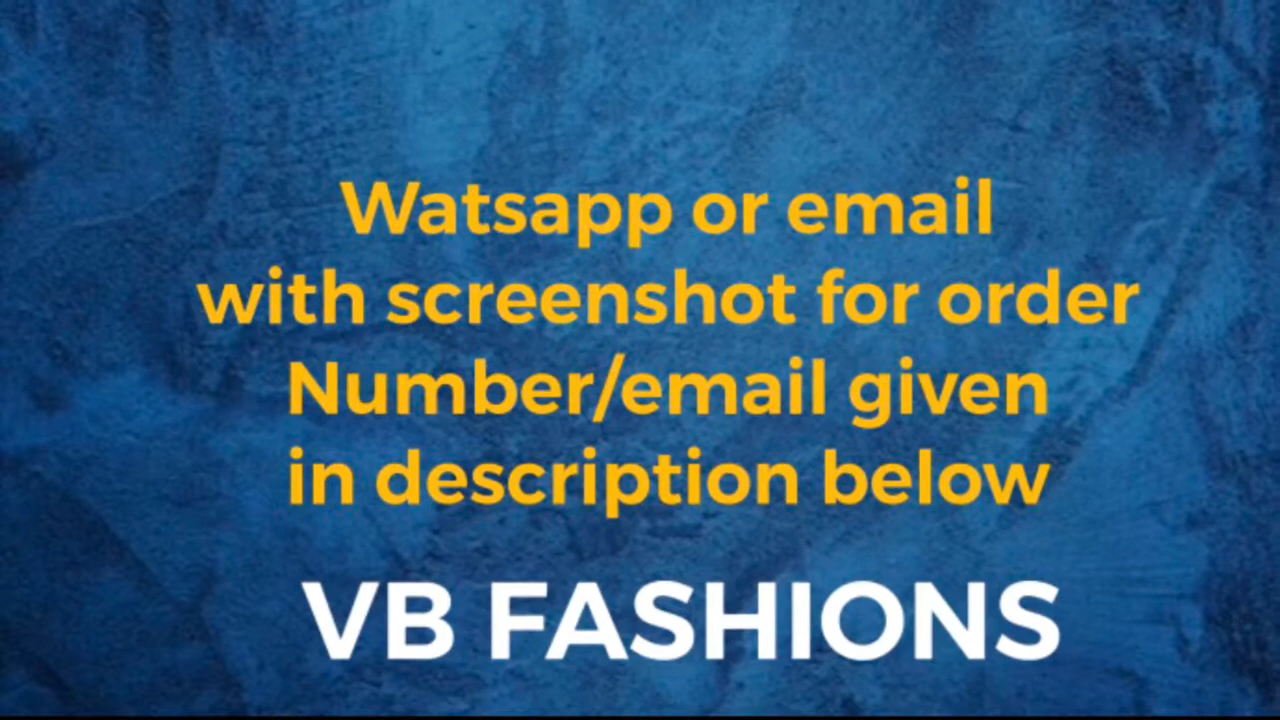 Watsapp or email
with screenshot for order
Number/email given
in description below
VB FASHIONS